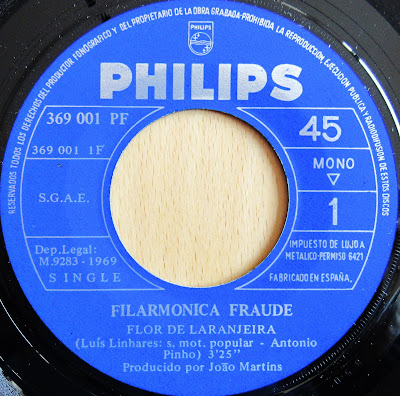 RESERVADOS TODOS LOS DERECHOS DEL PRODUCTOR FONOGRAFICO Y DEL PROPIETARIO DE LA OBRA GRABADA-PROHIBIDA LA REPRODUCCION, EJECUCION PUBLICA Y RADIODIFUSION DE ESTOS DISCOS
PHILIPS
PHILIPS
369 001 PF
45
369 001 1F
MONO
S.G.A.E.
1
Dep.Legal:
M.9283-1969
SINGLE
IMPUESTO DE LUJO A
METALICO-PERMISO 6421
FABRICADO EN ESPAÑA.
FILARMONICA FRAUDE
FLOR DE LARANJEIRA
(Luís Linhares: s. mot. popular - Antonio
Pinho) 3'25"
Producido por João Martins